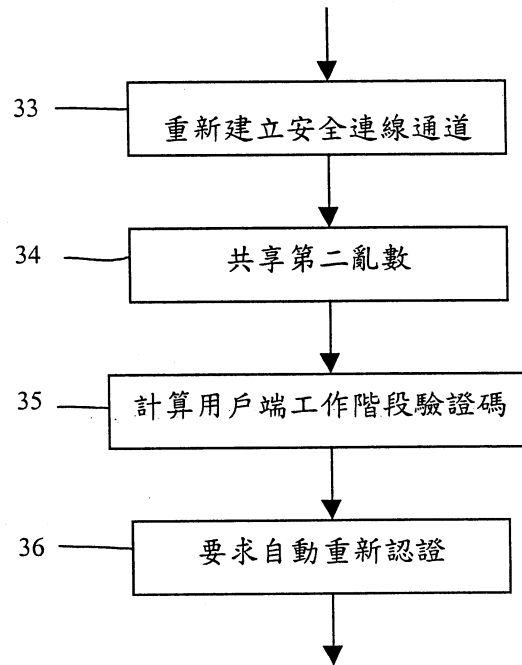 33
重新建立安全連線通道
34
共享第二亂數
35
計算用戶端工作階段驗證碼
36
要求自動重新認證